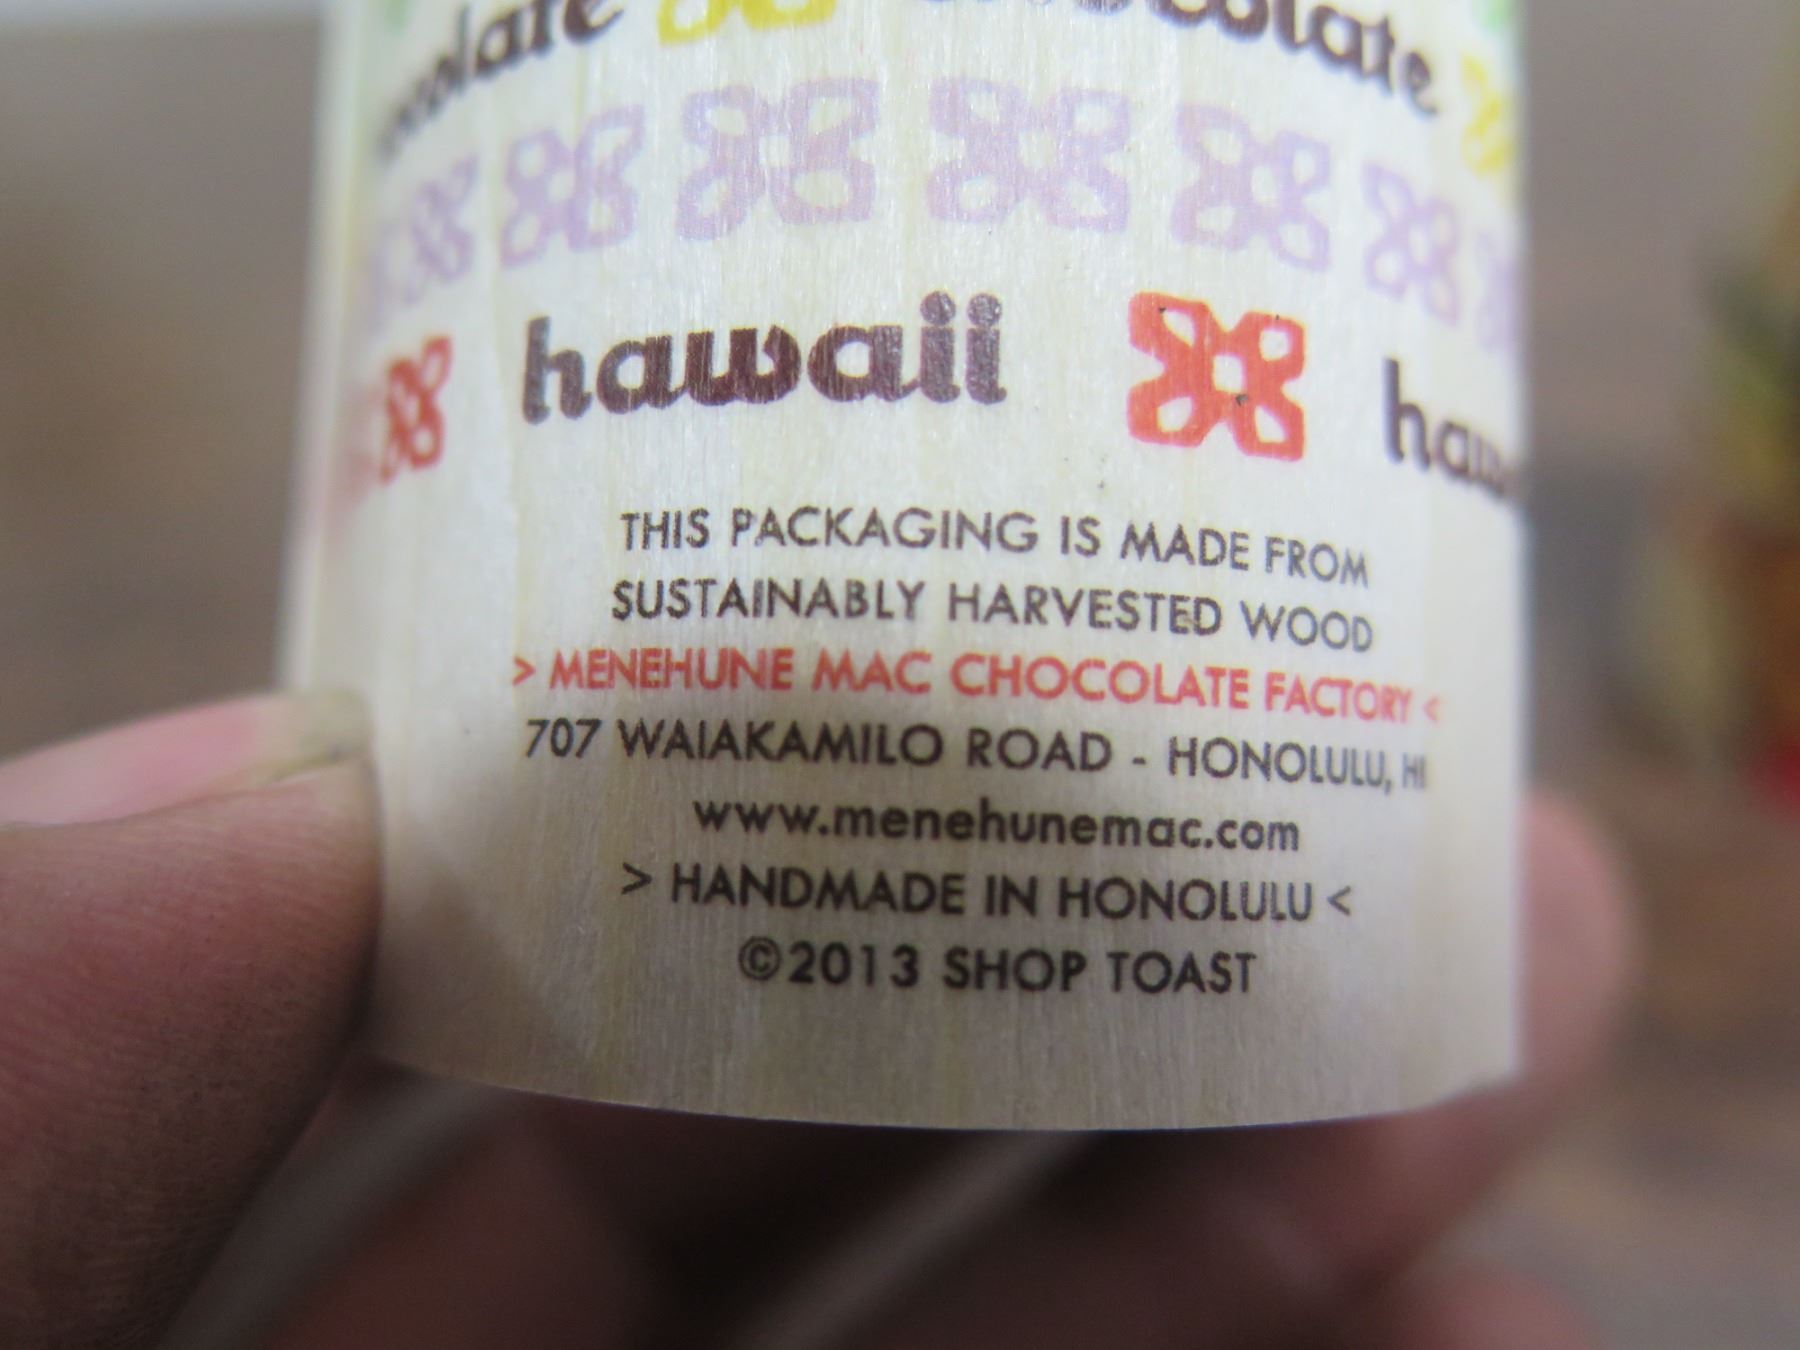 chocolate
hawaii
THIS PACKAGING IS MADE FROM
SUSTAINABLY HARVESTED WOOD
> MENEHUNE MAC CHOCOLATE FACTORY <
707 WAIAKAMILO ROAD - HONOLULU, HI
www.menehunemac.com
> HANDMADE IN HONOLULU <
©2013 SHOP TOAST